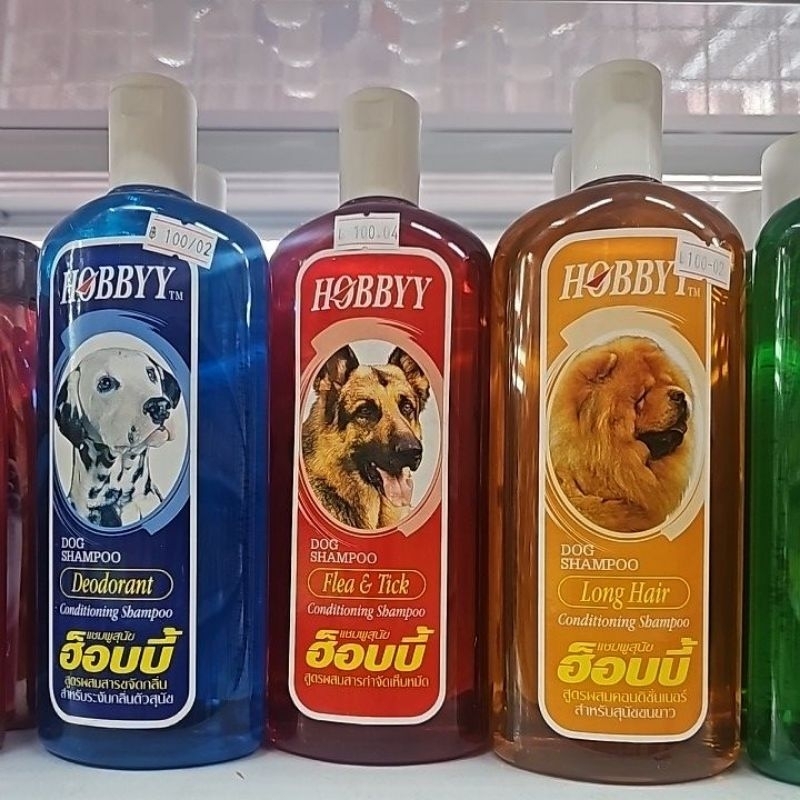 ฿ 100/02
HOBBYY TM
DOG
SHAMPOO
Deodorant
Conditioning Shampoo
แชมพูสุนัข
ฮ็อบบี้
สูตรผสมสารขจัดกลิ่น
สำหรับระงับกลิ่นตัวสุนัข
100.04
HOBBYY
DOG
SHAMPOO
Flea & Tick
Conditioning Shampoo
แชมพูสุนัข
ฮ็อบบี้
สูตรผสมสารกำจัดเห็บหมัด
100-02
HOBBYY TM
DOG
SHAMPOO
Long Hair
Conditioning Shampoo
แชมพูสุนัข
ฮ็อบบี้
สูตรผสมคอนดิชั่นเนอร์
สำหรับสุนัขขนยาว